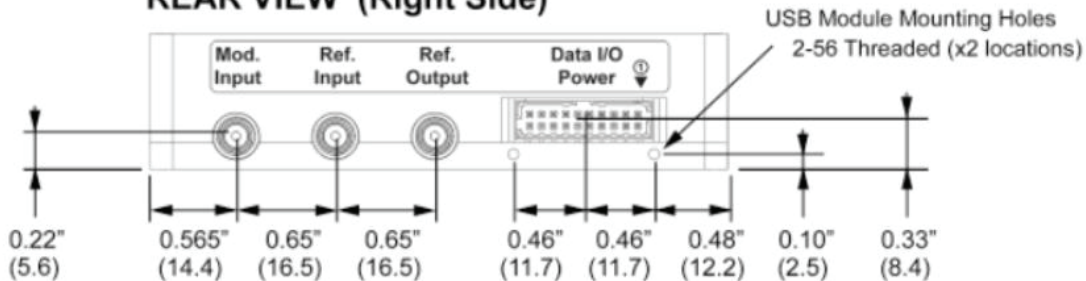 REAR VIEW (Right Side)
USB Module Mounting Holes
2-56 Threaded (x2 locations)
Mod. Input
Ref. Input
Ref. Output
Data I/O Power ①
0.22" 0.565" 0.65" 0.65" 0.46" 0.46" 0.48" 0.10" 0.33"
(5.6) (14.4) (16.5) (16.5) (11.7) (11.7) (12.2) (2.5) (8.4)